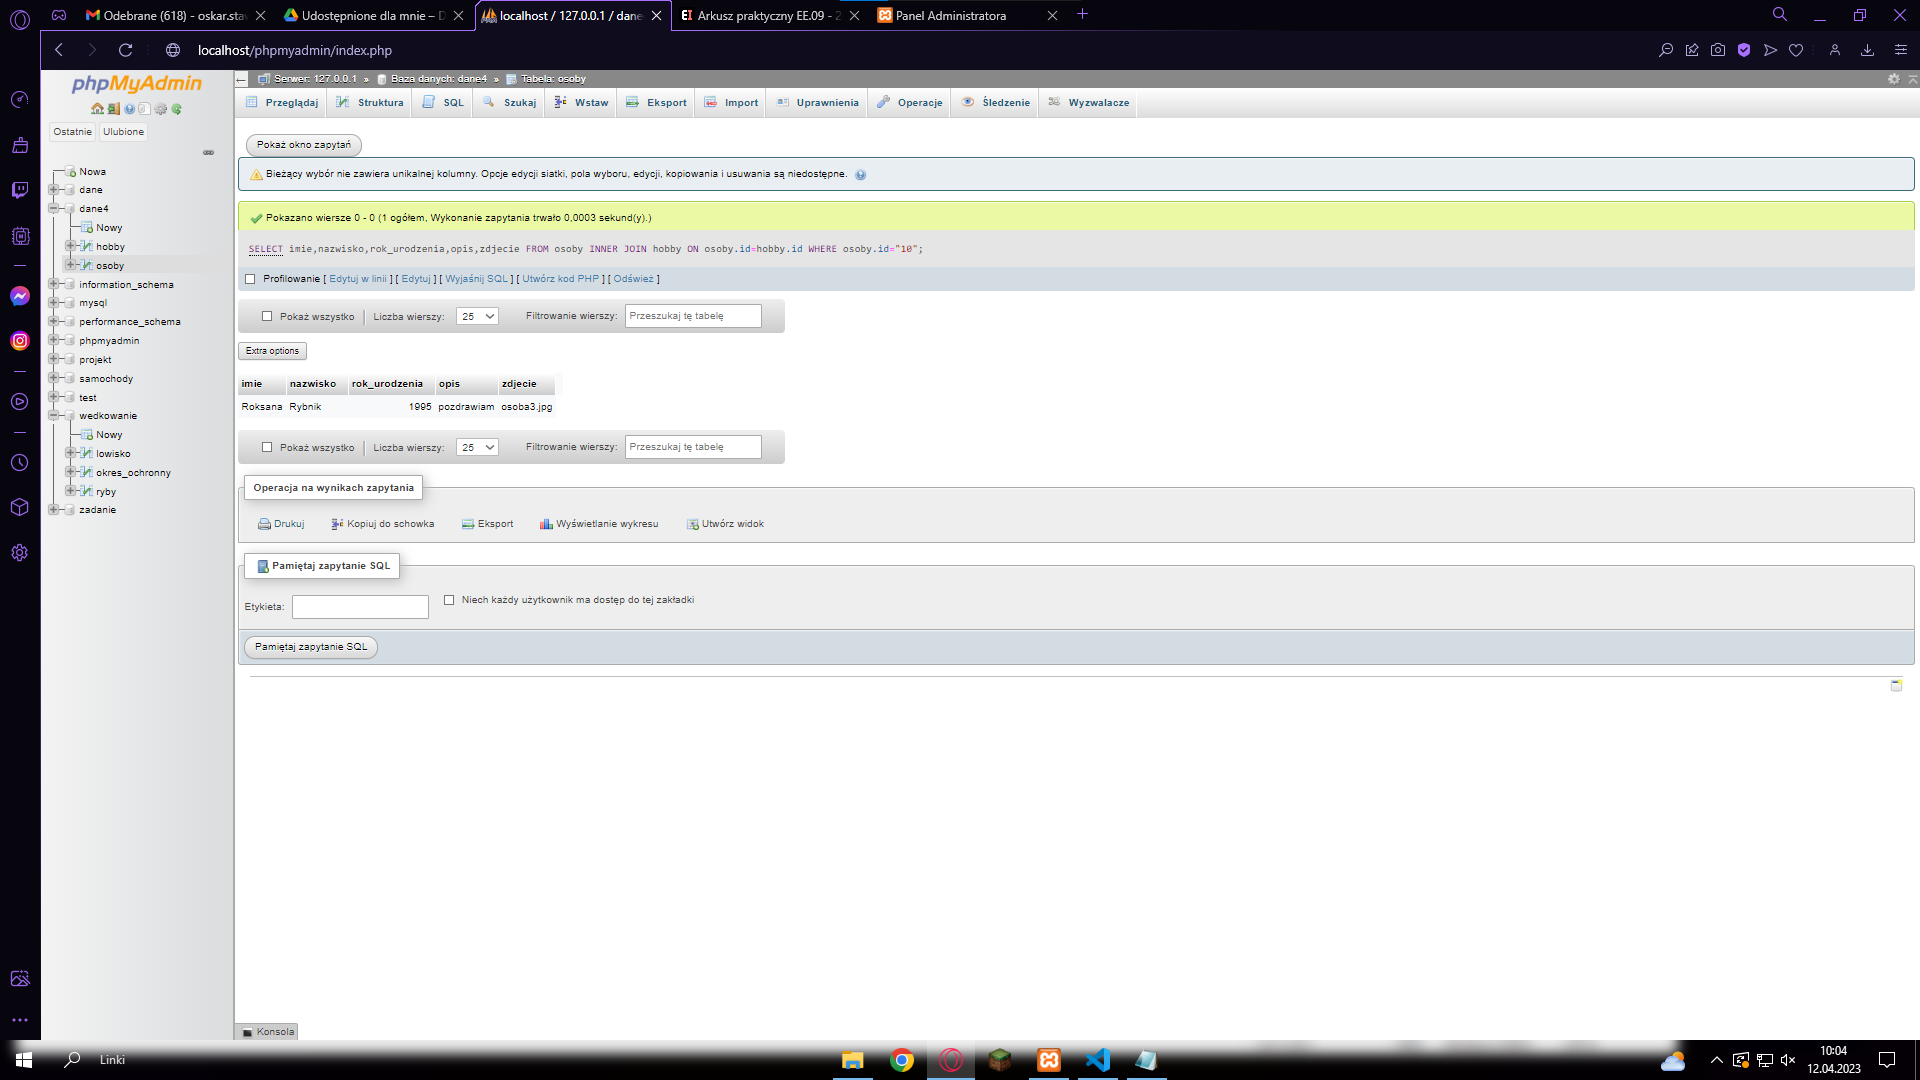 Odebrane (618) - oskar.sta
Udostępnione dla mnie – D
localhost / 127.0.0.1 / dane
EI Arkusz praktyczny EE.09 - 2
Panel Administratora
localhost/phpmyadmin/index.php
phpMyAdmin
Ostatnie
Ulubione
Nowa
dane
dane4
Nowy
hobby
osoby
information_schema
mysql
performance_schema
phpmyadmin
projekt
samochody
test
wedkowanie
Nowy
lowisko
okres_ochronny
ryby
zadanie
Serwer: 127.0.0.1 » Baza danych: dane4 » Tabela: osoby
Przeglądaj Struktura SQL Szukaj Wstaw Eksport Import Uprawnienia Operacje Śledzenie Wyzwalacze
Pokaż okno zapytań
Bieżący wybór nie zawiera unikalnej kolumny. Opcje edycji siatki, pola wyboru, edycji, kopiowania i usuwania są niedostępne.
Pokazano wiersze 0 - 0 (1 ogółem, Wykonanie zapytania trwało 0,0003 sekund(y).)
SELECT imie,nazwisko,rok_urodzenia,opis,zdjecie FROM osoby INNER JOIN hobby ON osoby.id=hobby.id WHERE osoby.id="10";
Profilowanie [ Edytuj w linii ] [ Edytuj ] [ Wyjaśnij SQL ] [ Utwórz kod PHP ] [ Odśwież ]
Pokaż wszystko Liczba wierszy: 25 Filtrowanie wierszy: Przeszukaj tę tabelę
Extra options
imie nazwisko rok_urodzenia opis zdjecie
Roksana Rybnik 1995 pozdrawiam osoba3.jpg
Pokaż wszystko Liczba wierszy: 25 Filtrowanie wierszy: Przeszukaj tę tabelę
Operacja na wynikach zapytania
Drukuj Kopiuj do schowka Eksport Wyświetlanie wykresu Utwórz widok
Pamiętaj zapytanie SQL
Etykieta: Niech każdy użytkownik ma dostęp do tej zakładki
Pamiętaj zapytanie SQL
Konsola
Linki
10:04
12.04.2023